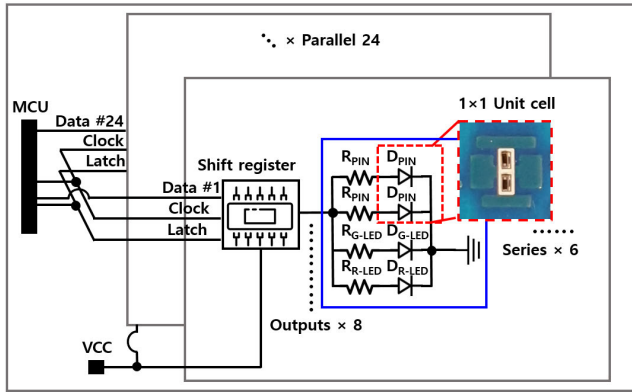 ⋱ × Parallel 24
MCU
1×1 Unit cell
Data #24
Clock
Latch
Shift register
R_PIN D_PIN
Data #1
R_PIN D_PIN
Clock
R_G-LED D_G-LED
Latch
Series × 6
R_R-LED D_R-LED
Outputs × 8
VCC